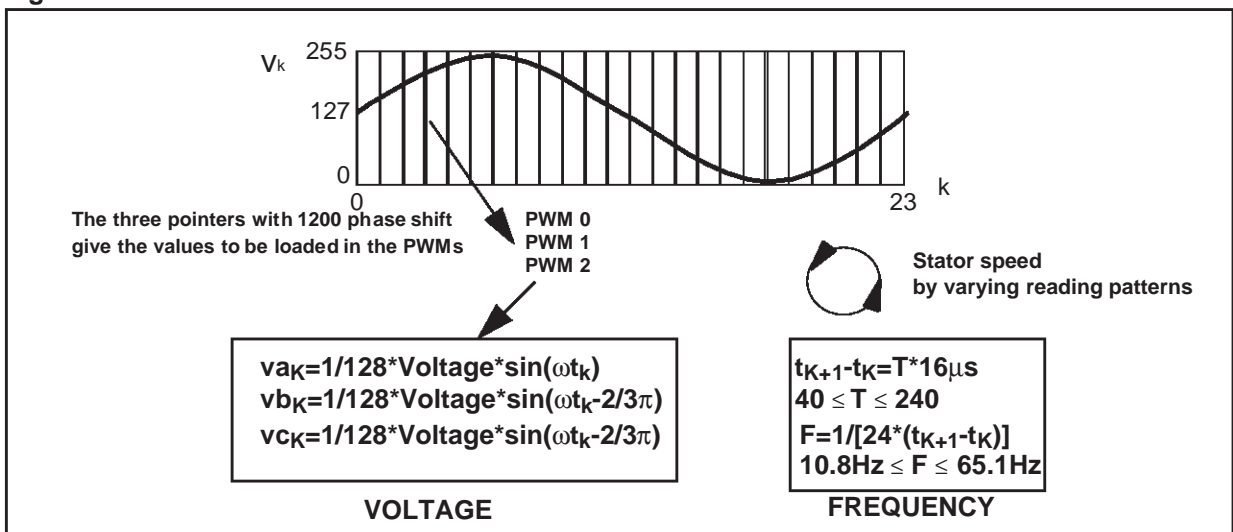 Vk
255
127
0
0
23
k
The three pointers with 1200 phase shift
give the values to be loaded in the PWMs
PWM 0
PWM 1
PWM 2
Stator speed
by varying reading patterns
vaK=1/128*Voltage*sin(ωtk)
vbK=1/128*Voltage*sin(ωtk-2/3π)
vcK=1/128*Voltage*sin(ωtk-2/3π)
VOLTAGE
tK+1-tK=T*16μs
40 ≤ T ≤ 240
F=1/[24*(tK+1-tK)]
10.8Hz ≤ F ≤ 65.1Hz
FREQUENCY